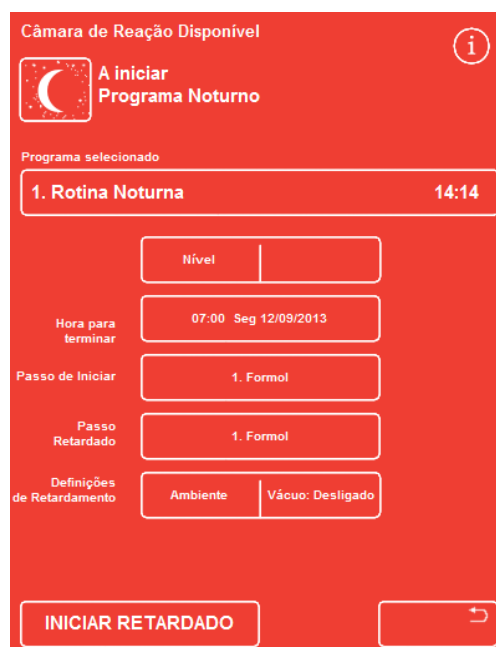 Câmara de Reação Disponível
i
A iniciar
Programa Noturno
Programa selecionado
1. Rotina Noturna 14:14
Nível
Hora para
terminar
07:00 Seg 12/09/2013
Passo de Iniciar
1. Formol
Passo
Retardado
1. Formol
Definições
de Retardamento
Ambiente Vácuo: Desligado
INICIAR RETARDADO